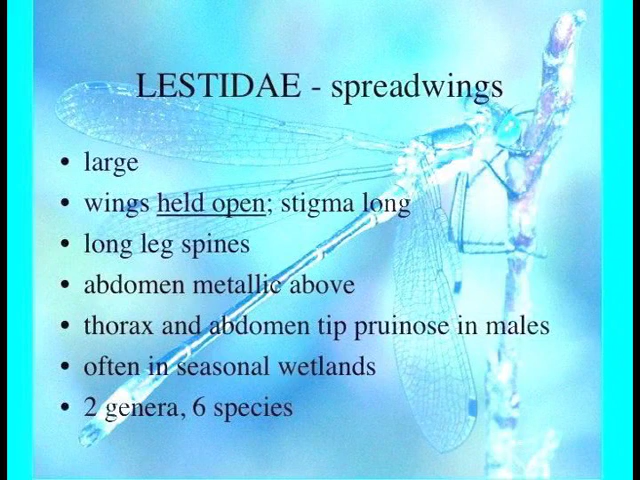 LESTIDAE - spreadwings
• large
• wings held open; stigma long
• long leg spines
• abdomen metallic above
• thorax and abdomen tip pruinose in males
• often in seasonal wetlands
• 2 genera, 6 species